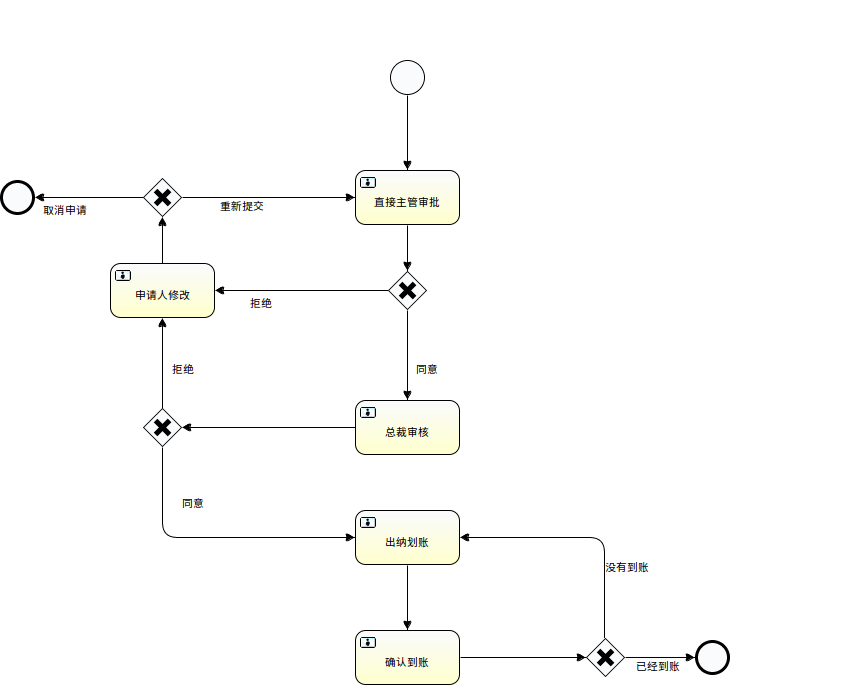 取消申请
重新提交
直接主管审批
申请人修改
拒绝
拒绝
同意
总裁审核
同意
出纳划账
没有到账
确认到账
已经到账